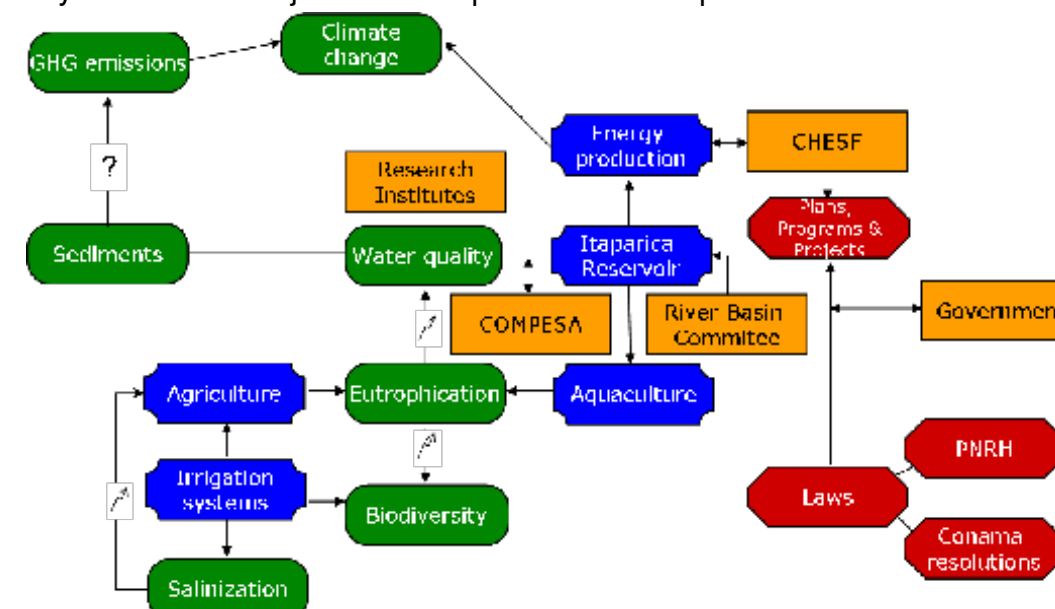 Climate
change
GHG emissions
Energy
production
CHESF
?
Research
Institutes
Plans,
Programs &
Projects
Sediments
Water quality
Itaparica
Reservoir
COMPESA
River Basin
Commitee
Governmen
Agriculture
Eutrophication
Aquaculture
PNRH
Irrigation
systems
Laws
Biodiversity
Conama
resolutions
Salinization